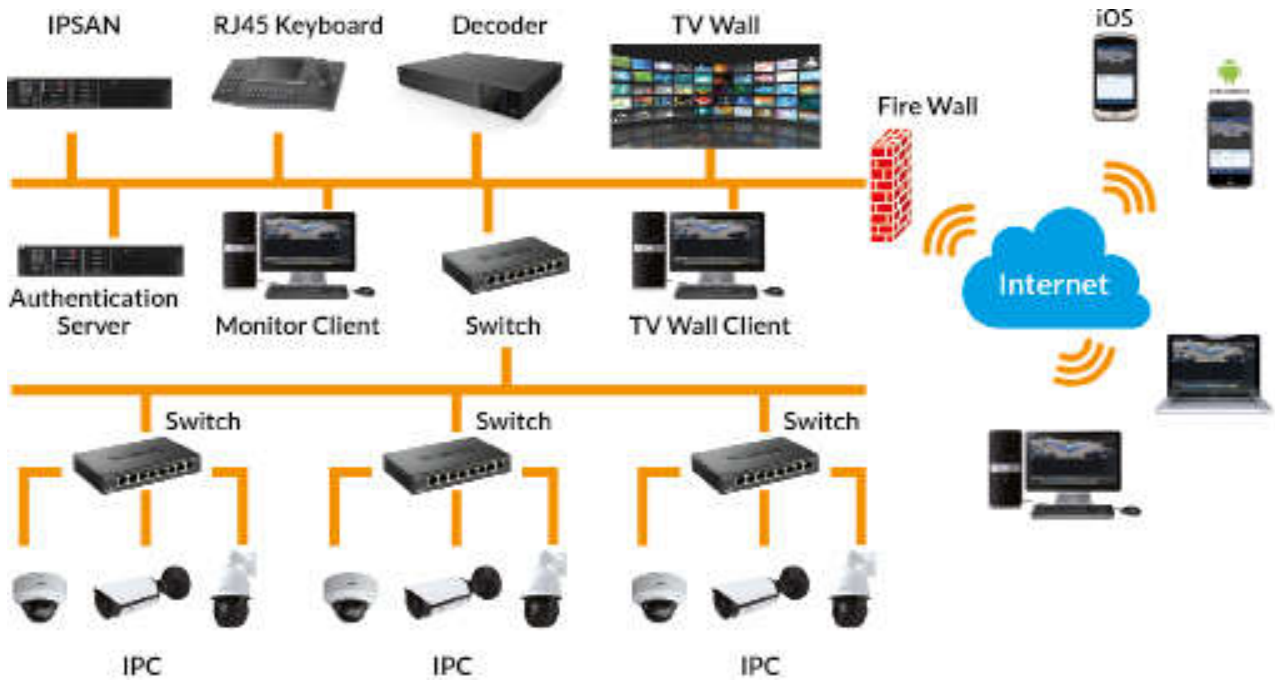 IPSAN
RJ45 Keyboard
Decoder
TV Wall
iOS
Fire Wall
Authentication
Server
Monitor Client
Switch
TV Wall Client
Internet
Switch
Switch
Switch
IPC
IPC
IPC